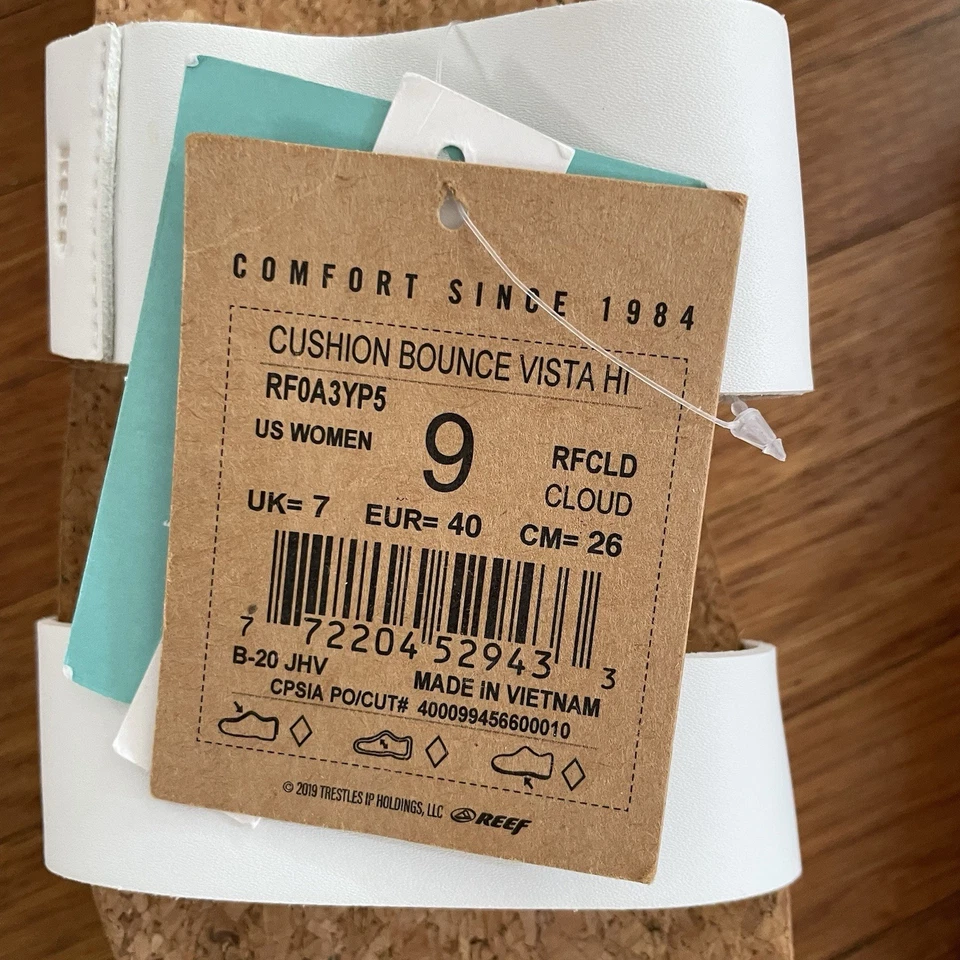 COMFORT SINCE 1984
CUSHION BOUNCE VISTA HI
RF0A3YP5
US WOMEN 9 RFCLD
CLOUD
UK= 7 EUR= 40 CM= 26
7 72204 52943 3
B-20 JHV MADE IN VIETNAM
CPSIA PO/CUT# 400099456600010
© 2019 TRESTLES IP HOLDINGS, LLC REEF